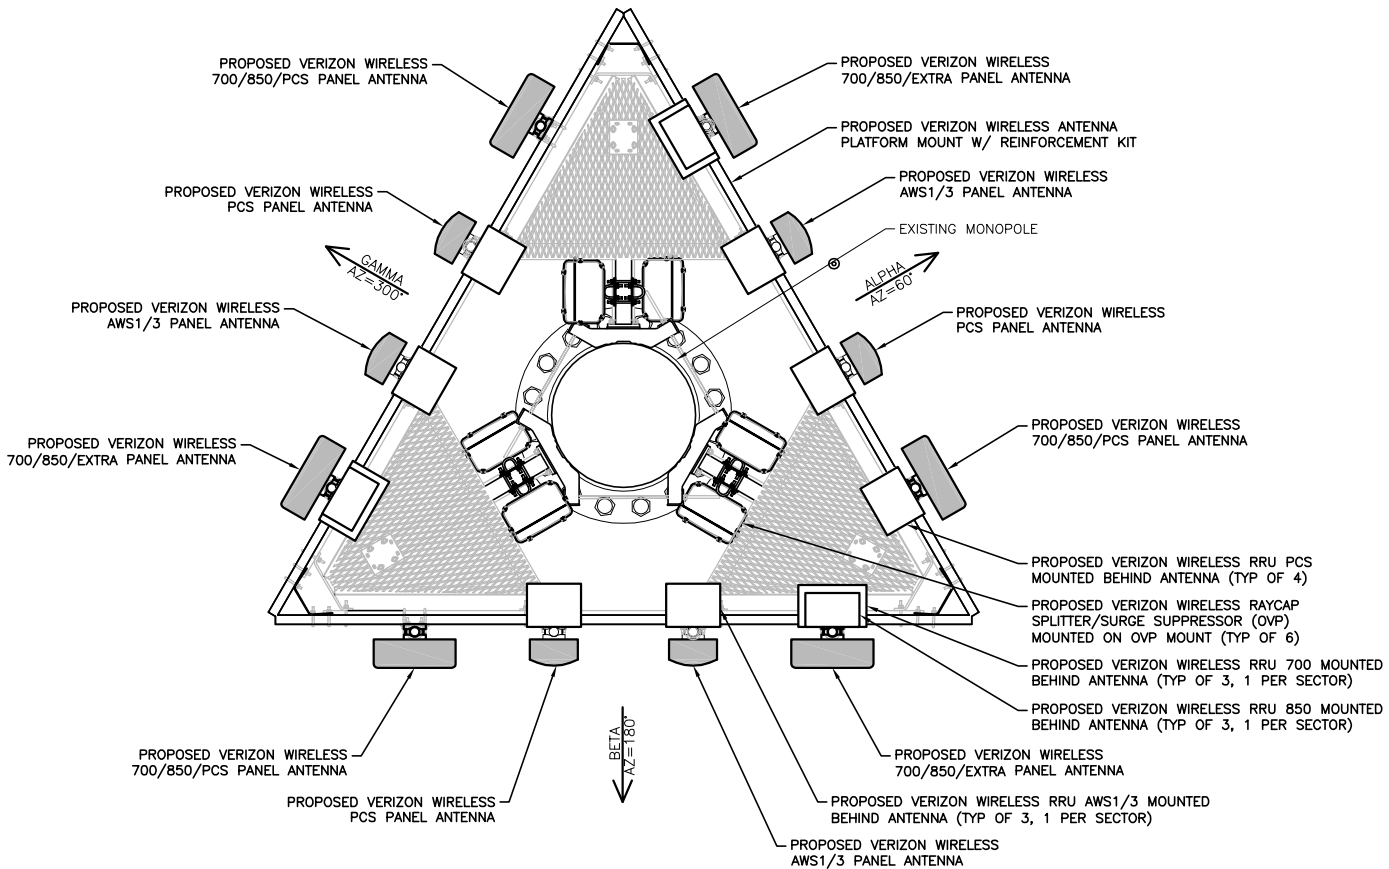 PROPOSED VERIZON WIRELESS
700/850/PCS PANEL ANTENNA
PROPOSED VERIZON WIRELESS
700/850/EXTRA PANEL ANTENNA
PROPOSED VERIZON WIRELESS ANTENNA
PLATFORM MOUNT W/ REINFORCEMENT KIT
PROPOSED VERIZON WIRELESS
PCS PANEL ANTENNA
PROPOSED VERIZON WIRELESS
AWS1/3 PANEL ANTENNA
EXISTING MONOPOLE
GAMMA
AZ=300°
ALPHA
AZ=60°
PROPOSED VERIZON WIRELESS
AWS1/3 PANEL ANTENNA
PROPOSED VERIZON WIRELESS
PCS PANEL ANTENNA
PROPOSED VERIZON WIRELESS
700/850/EXTRA PANEL ANTENNA
PROPOSED VERIZON WIRELESS
700/850/PCS PANEL ANTENNA
PROPOSED VERIZON WIRELESS RRU PCS
MOUNTED BEHIND ANTENNA (TYP OF 4)
PROPOSED VERIZON WIRELESS RAYCAP
SPLITTER/SURGE SUPPRESSOR (OVP)
MOUNTED ON OVP MOUNT (TYP OF 6)
PROPOSED VERIZON WIRELESS RRU 700 MOUNTED
BEHIND ANTENNA (TYP OF 3, 1 PER SECTOR)
PROPOSED VERIZON WIRELESS RRU 850 MOUNTED
BEHIND ANTENNA (TYP OF 3, 1 PER SECTOR)
BETA
AZ=180°
PROPOSED VERIZON WIRELESS
700/850/PCS PANEL ANTENNA
PROPOSED VERIZON WIRELESS
700/850/EXTRA PANEL ANTENNA
PROPOSED VERIZON WIRELESS
PCS PANEL ANTENNA
PROPOSED VERIZON WIRELESS RRU AWS1/3 MOUNTED
BEHIND ANTENNA (TYP OF 3, 1 PER SECTOR)
PROPOSED VERIZON WIRELESS
AWS1/3 PANEL ANTENNA